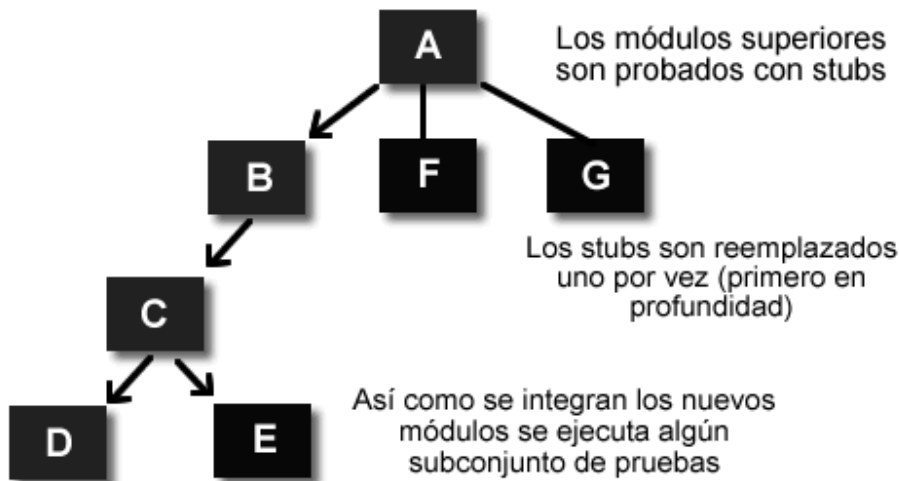 A
Los módulos superiores
son probados con stubs
B
F
G
Los stubs son reemplazados
uno por vez (primero en
profundidad)
C
D
E
Así como se integran los nuevos
módulos se ejecuta algún
subconjunto de pruebas